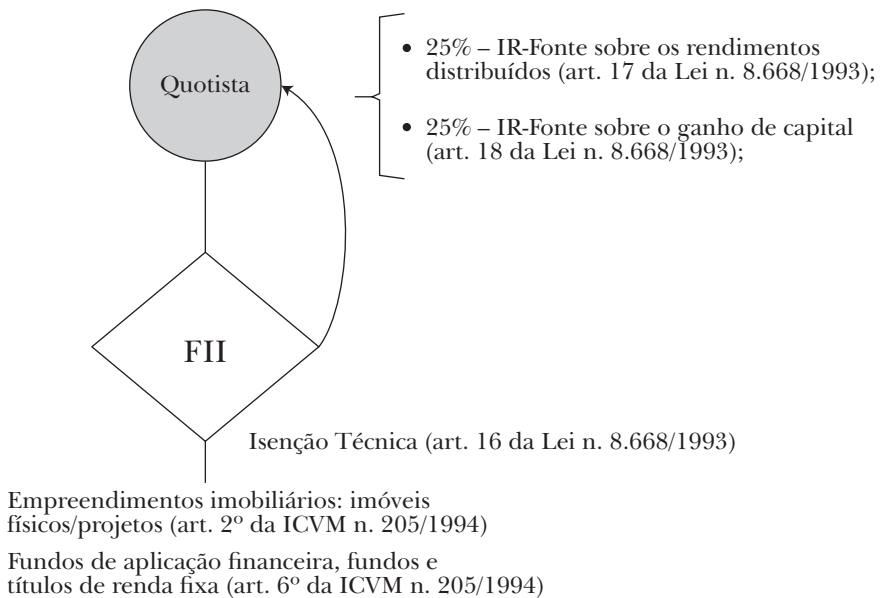 Quotista
• 25% – IR-Fonte sobre os rendimentos
distribuídos (art. 17 da Lei n. 8.668/1993);
• 25% – IR-Fonte sobre o ganho de capital
(art. 18 da Lei n. 8.668/1993);
FII
Isenção Técnica (art. 16 da Lei n. 8.668/1993)
Empreendimentos imobiliários: imóveis
físicos/projetos (art. 2º da ICVM n. 205/1994)
Fundos de aplicação financeira, fundos e
títulos de renda fixa (art. 6º da ICVM n. 205/1994)